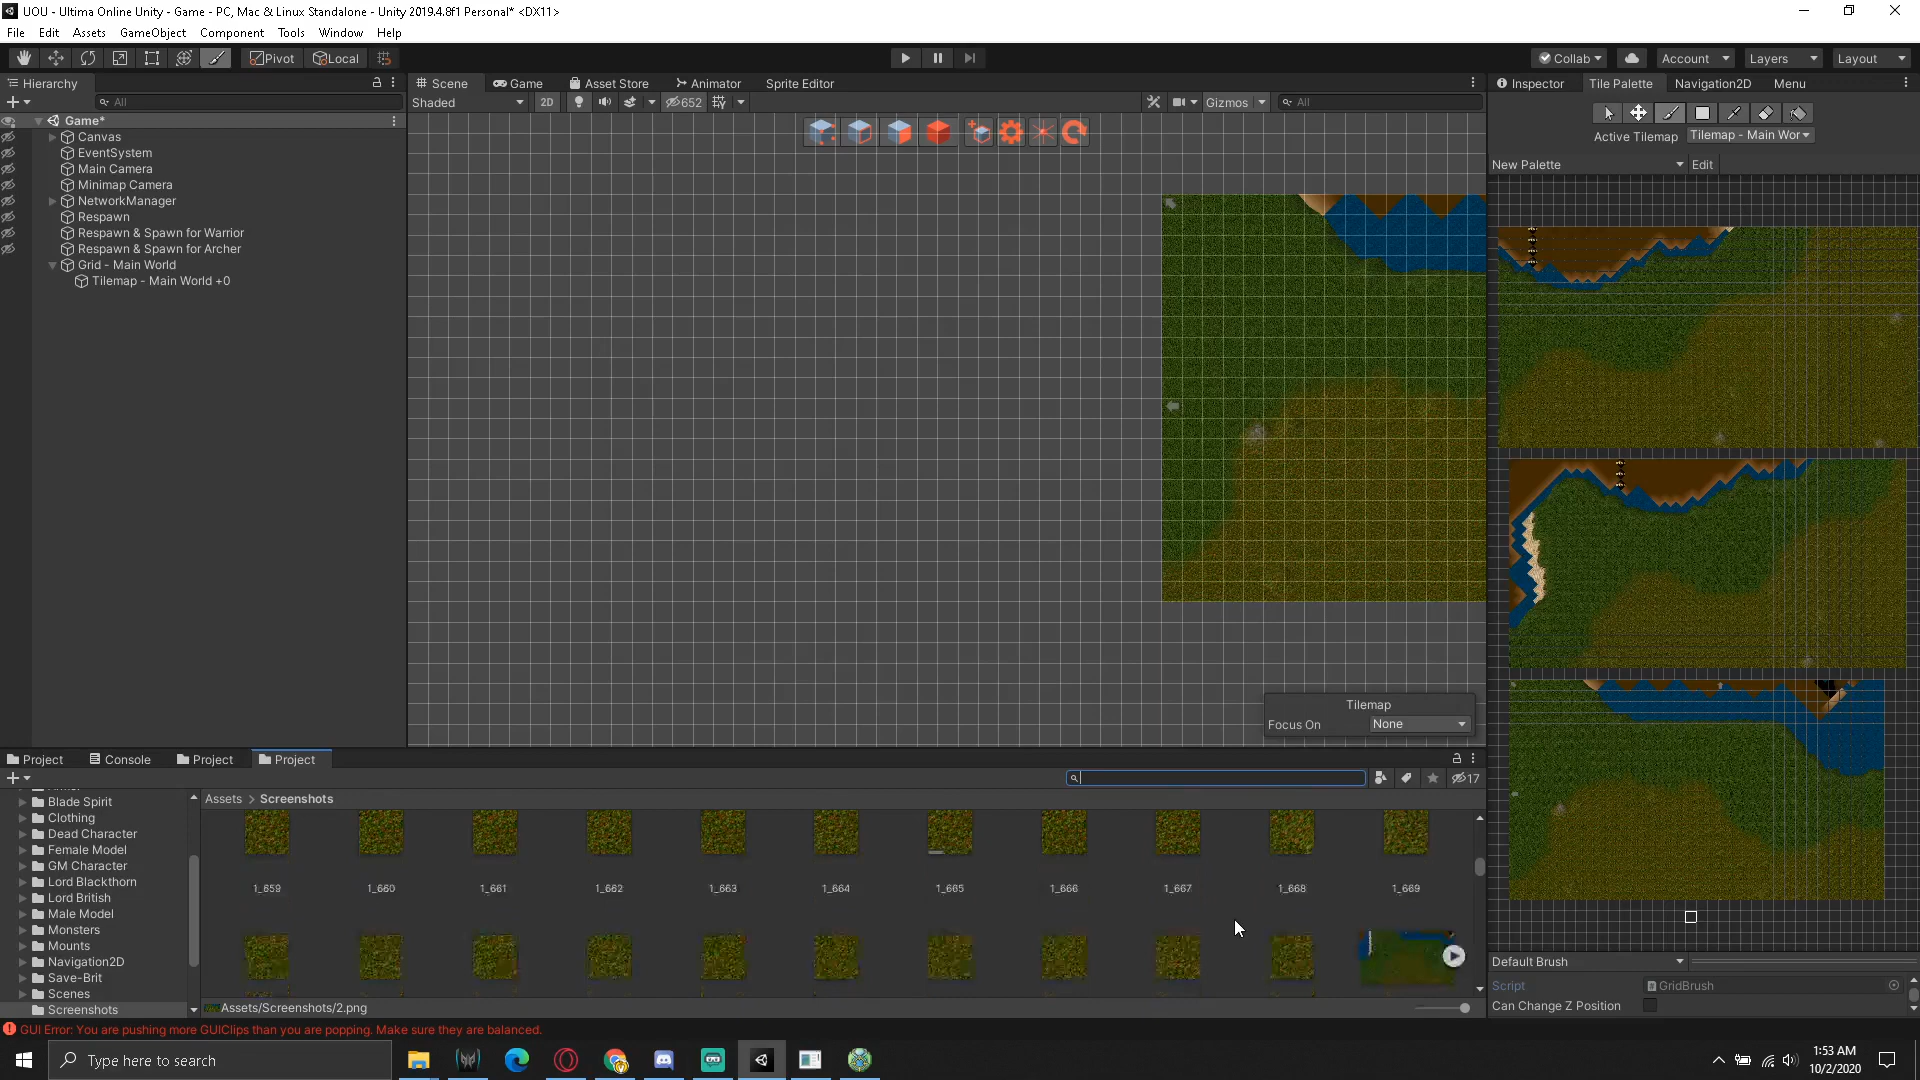 UOU - Ultima Online Unity - Game - PC, Mac & Linux Standalone - Unity 2019.4.8f1 Personal* <DX11>
File Edit Assets GameObject Component Tools Window Help
Pivot Local Collab Account Layers Layout
Hierarchy Scene Game Asset Store Animator Sprite Editor Inspector Tile Palette Navigation2D Menu
All Shaded 2D 652 Gizmos All
Game*
Canvas
EventSystem
Main Camera
Minimap Camera
NetworkManager
Respawn
Respawn & Spawn for Warrior
Respawn & Spawn for Archer
Grid - Main World
Tilemap - Main World +0
Active Tilemap Tilemap - Main Wor
New Palette Edit
Tilemap
Focus On None
Project Console Project Project
17
Assets > Screenshots
Blade Spirit
Clothing
Dead Character
Female Model
GM Character
Lord Blackthorn
Lord British
Male Model
Monsters
Mounts
Navigation2D
Save-Brit
Scenes
Screenshots
1_659 1_660 1_661 1_662 1_663 1_664 1_665 1_666 1_667 1_668 1_669
Assets/Screenshots/2.png
Default Brush
Script GridBrush
Can Change Z Position
GUI Error: You are pushing more GUIClips than you are popping. Make sure they are balanced.
Type here to search
1:53 AM
10/2/2020